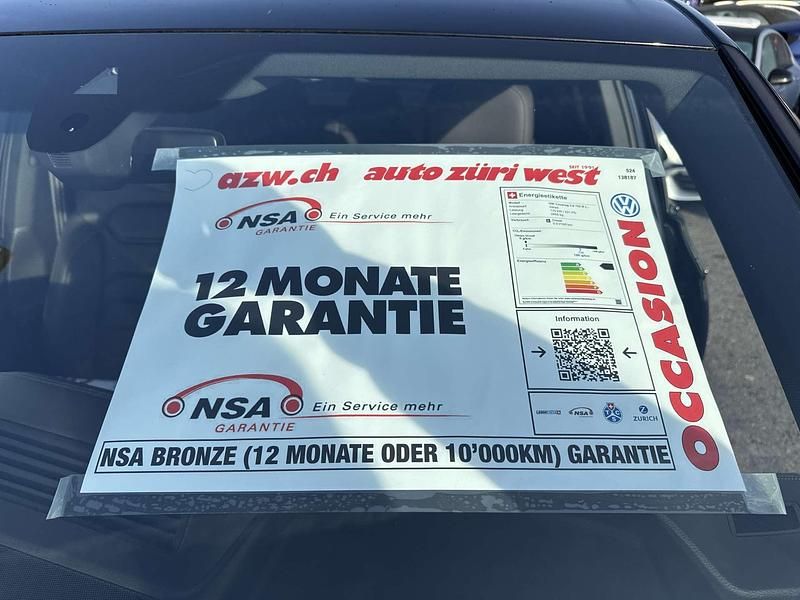 azw.ch auto züri west
SEIT 1991
524
138187
NSA Ein Service mehr
GARANTIE
12 MONATE
GARANTIE
Energieetikette
Energieeffizienz
Information
OCCASION
NSA Ein Service mehr
GARANTIE
ZURICH
NSA BRONZE (12 MONATE ODER 10'000KM) GARANTIE